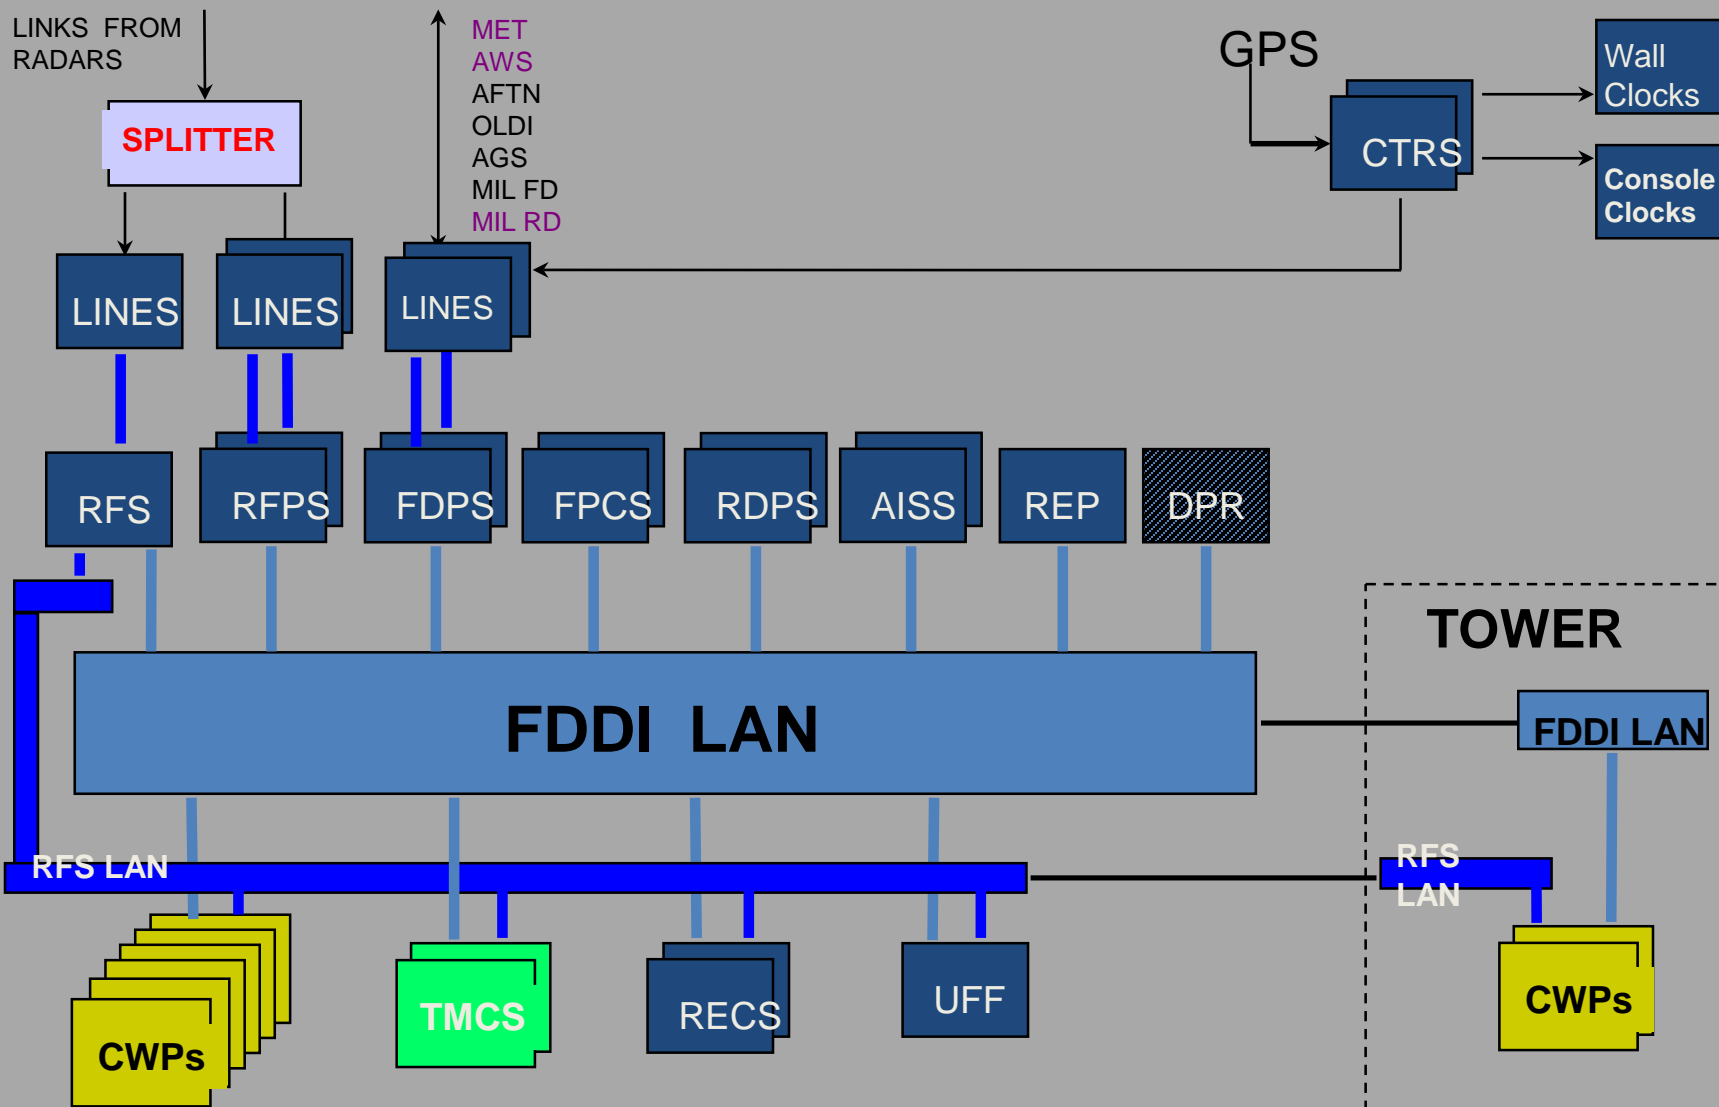 LINKS FROM
RADARS
MET
AWS
AFTN
OLDI
AGS
MIL FD
MIL RD
GPS
Wall
Clocks
SPLITTER
CTRS
Console
Clocks
LINES
LINES
LINES
RFS
RFPS
FDPS
FPCS
RDPS
AISS
REP
DPR
TOWER
FDDI LAN
FDDI LAN
RFS LAN
RFS
LAN
CWPs
TMCS
RECS
UFF
CWPs